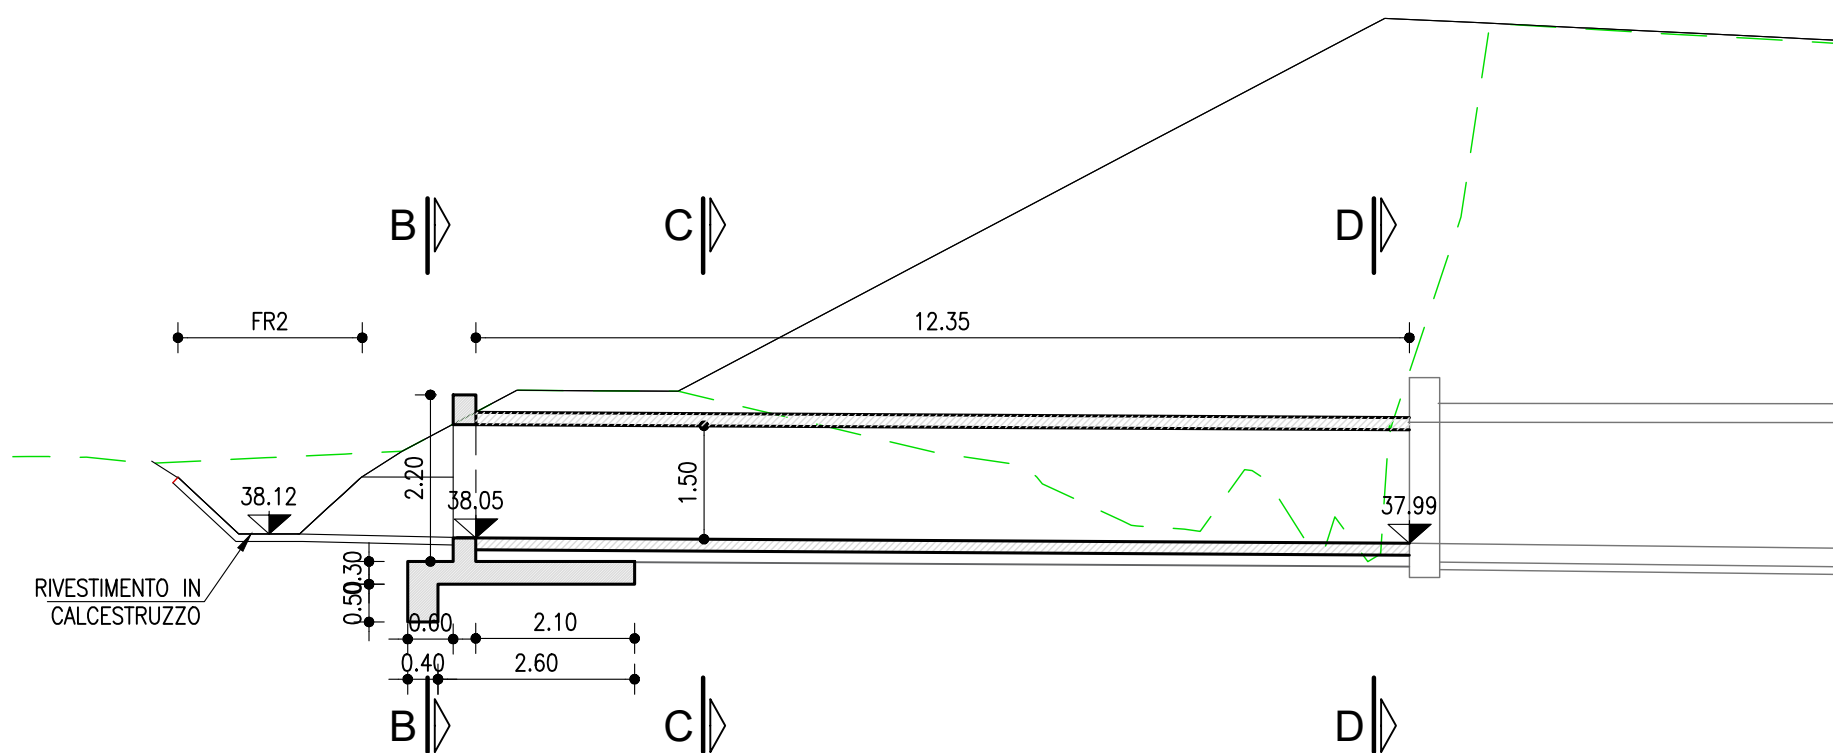 B
C
D
FR2
12.35
2.20
1.50
38.12
38.05
37.99
RIVESTIMENTO IN
CALCESTRUZZO
0.30
0.50
0.60
2.10
0.40
2.60
B
C
D